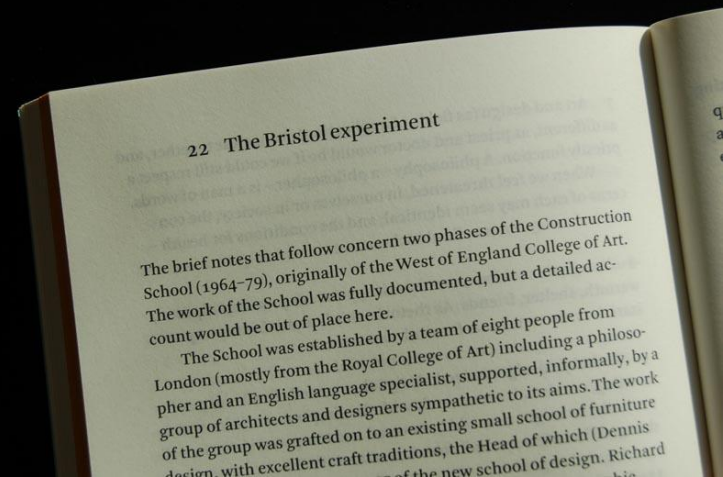 22 The Bristol experiment
The brief notes that follow concern two phases of the Construction
School (1964–79), originally of the West of England College of Art.
The work of the School was fully documented, but a detailed ac-
count would be out of place here.
The School was established by a team of eight people from
London (mostly from the Royal College of Art) including a philoso-
pher and an English language specialist, supported, informally, by a
group of architects and designers sympathetic to its aims. The work
of the group was grafted on to an existing small school of furniture
design, with excellent craft traditions, the Head of which (Dennis
of the new school of design. Richard